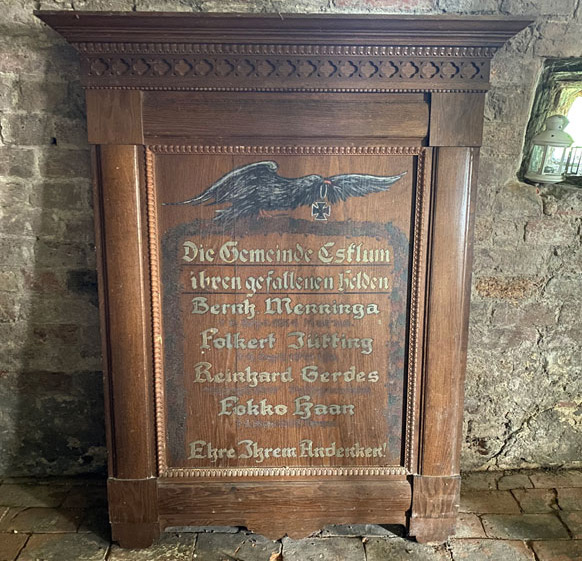 Die Gemeinde Esklum
ihren gefallenen Helden
Bernh. Menninga
Folkert Jütting
Reinhard Gerdes
Fokko Haan
Ehre Ihrem Andenken!